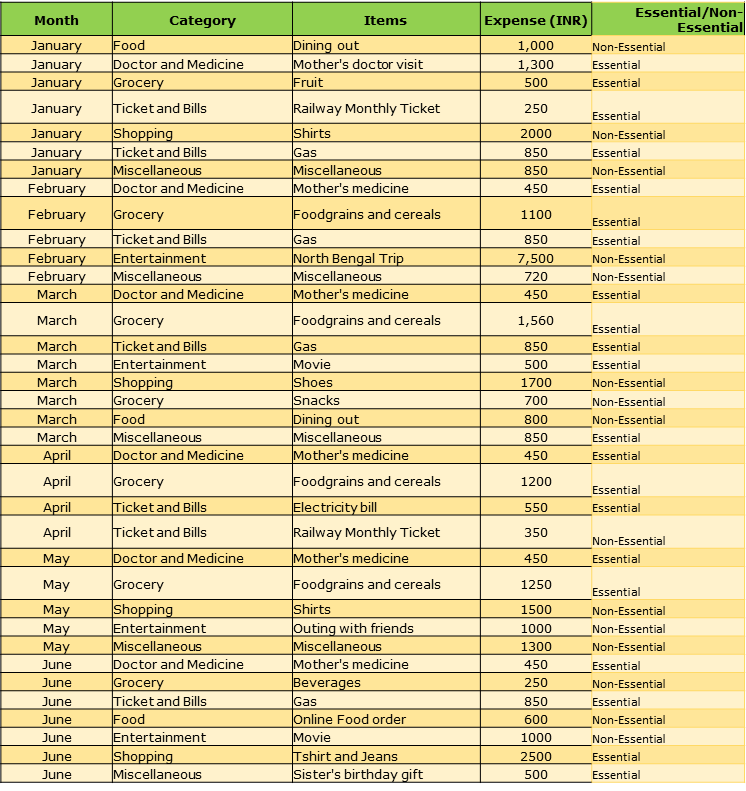 Month Category Items Expense (INR) Essential/Non-
Essential
January Food Dining out 1,000 Non-Essential
January Doctor and Medicine Mother's doctor visit 1,300 Essential
January Grocery Fruit 500 Essential
January Ticket and Bills Railway Monthly Ticket 250 Essential
January Shopping Shirts 2000 Non-Essential
January Ticket and Bills Gas 850 Essential
January Miscellaneous Miscellaneous 850 Non-Essential
February Doctor and Medicine Mother's medicine 450 Essential
February Grocery Foodgrains and cereals 1100 Essential
February Ticket and Bills Gas 850 Essential
February Entertainment North Bengal Trip 7,500 Non-Essential
February Miscellaneous Miscellaneous 720 Non-Essential
March Doctor and Medicine Mother's medicine 450 Essential
March Grocery Foodgrains and cereals 1,560 Essential
March Ticket and Bills Gas 850 Essential
March Entertainment Movie 500 Essential
March Shopping Shoes 1700 Non-Essential
March Grocery Snacks 700 Non-Essential
March Food Dining out 800 Non-Essential
March Miscellaneous Miscellaneous 850 Essential
April Doctor and Medicine Mother's medicine 450 Essential
April Grocery Foodgrains and cereals 1200 Essential
April Ticket and Bills Electricity bill 550 Essential
April Ticket and Bills Railway Monthly Ticket 350 Non-Essential
May Doctor and Medicine Mother's medicine 450 Essential
May Grocery Foodgrains and cereals 1250 Essential
May Shopping Shirts 1500 Non-Essential
May Entertainment Outing with friends 1000 Non-Essential
May Miscellaneous Miscellaneous 1300 Non-Essential
June Doctor and Medicine Mother's medicine 450 Essential
June Grocery Beverages 250 Non-Essential
June Ticket and Bills Gas 850 Essential
June Food Online Food order 600 Non-Essential
June Entertainment Movie 1000 Non-Essential
June Shopping Tshirt and Jeans 2500 Essential
June Miscellaneous Sister's birthday gift 500 Essential